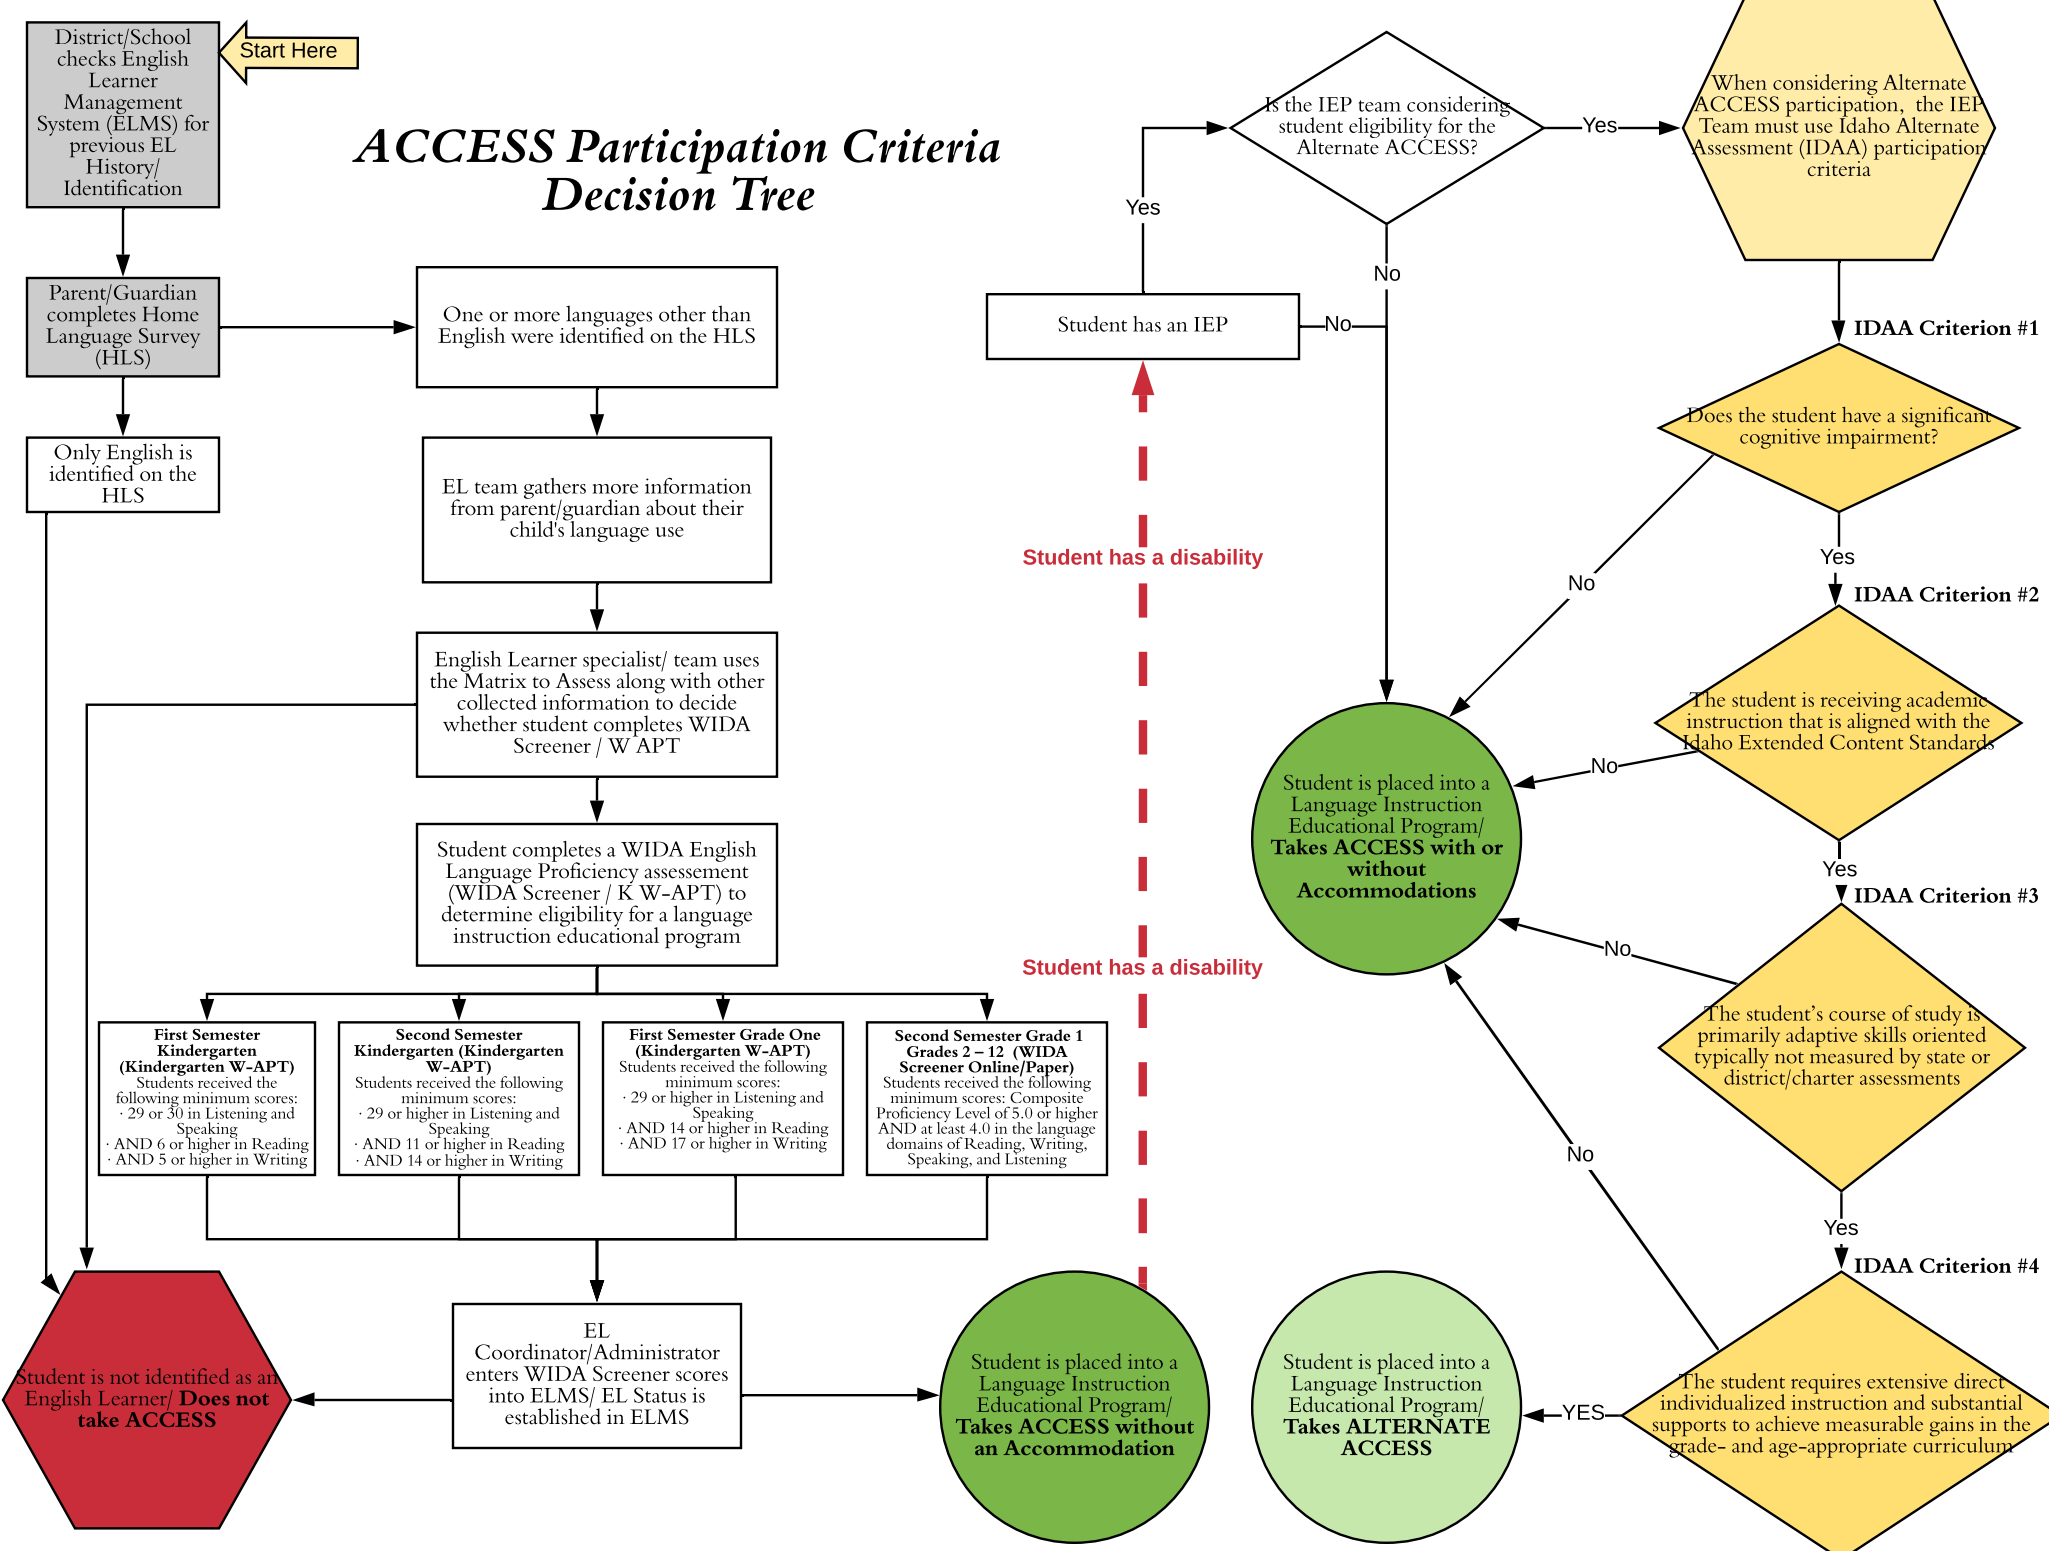 District/School
checks English
Learner
Management
System (ELMS) for
previous EL
History/
Identification
Start Here
ACCESS Participation Criteria
Decision Tree
Parent/Guardian
completes Home
Language Survey
(HLS)
One or more languages other than
English were identified on the HLS
Only English is
identified on the
HLS
EL team gathers more information
from parent/guardian about their
child's language use
English Learner specialist/ team uses
the Matrix to Assess along with other
collected information to decide
whether student completes WIDA
Screener / W APT
Student completes a WIDA English
Language Proficiency assessement
(WIDA Screener / K W-APT) to
determine eligibility for a language
instruction educational program
First Semester
Kindergarten
(Kindergarten W-APT)
Students received the
following minimum scores:
· 29 or 30 in Listening and
Speaking
· AND 6 or higher in Reading
· AND 5 or higher in Writing
Second Semester
Kindergarten (Kindergarten
W-APT)
Students received the following
minimum scores:
· 29 or higher in Listening and
Speaking
· AND 11 or higher in Reading
· AND 14 or higher in Writing
First Semester Grade One
(Kindergarten W-APT)
Students received the following
minimum scores:
· 29 or higher in Listening and
Speaking
· AND 14 or higher in Reading
· AND 17 or higher in Writing
Second Semester Grade 1
Grades 2 – 12 (WIDA
Screener Online/Paper)
Students received the following
minimum scores: Composite
Proficiency Level of 5.0 or higher
AND at least 4.0 in the language
domains of Reading, Writing,
Speaking, and Listening
Student is not identified as an
English Learner/ Does not
take ACCESS
EL
Coordinator/Administrator
enters WIDA Screener scores
into ELMS/ EL Status is
established in ELMS
Student is placed into a
Language Instruction
Educational Program/
Takes ACCESS without
an Accommodation
Student has a disability
Student has a disability
Student has an IEP
Yes
No
Is the IEP team considering
student eligibility for the
Alternate ACCESS?
Yes
No
When considering Alternate
ACCESS participation, the IEP
Team must use Idaho Alternate
Assessment (IDAA) participation
criteria
IDAA Criterion #1
Does the student have a significant
cognitive impairment?
No
Yes
IDAA Criterion #2
The student is receiving academic
instruction that is aligned with the
Idaho Extended Content Standards
No
Yes
Student is placed into a
Language Instruction
Educational Program/
Takes ACCESS with or
without
Accommodations
IDAA Criterion #3
The student's course of study is
primarily adaptive skills oriented
typically not measured by state or
district/charter assessments
No
Yes
IDAA Criterion #4
The student requires extensive direct
individualized instruction and substantial
supports to achieve measurable gains in the
grade- and age-appropriate curriculum
No
YES
Student is placed into a
Language Instruction
Educational Program/
Takes ALTERNATE
ACCESS